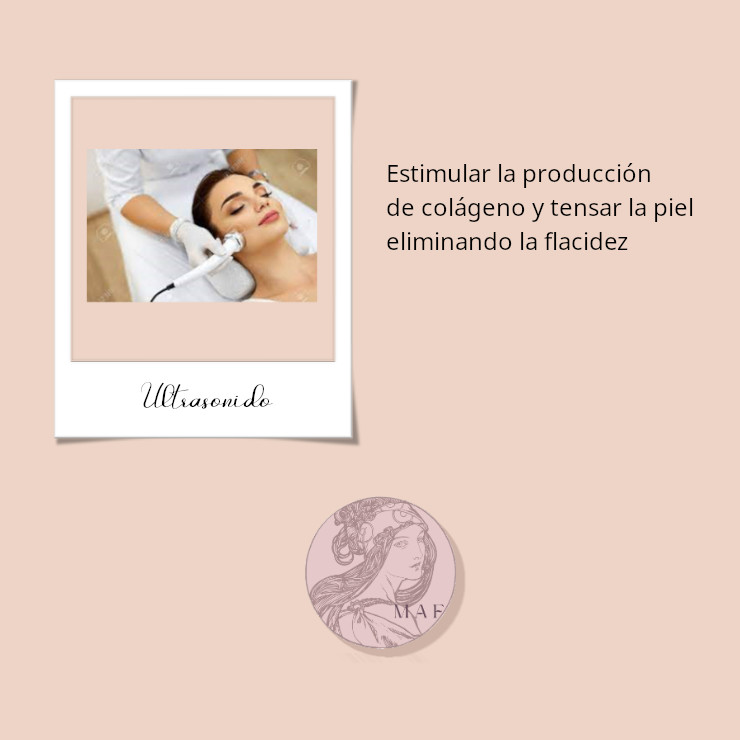 Estimular la producción
de colágeno y tensar la piel
eliminando la flacidez
Ultrasonido
MAF